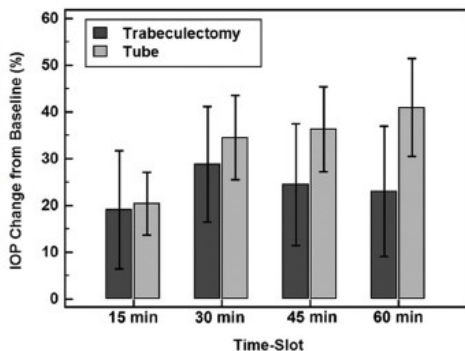 Trabeculectomy
Tube
IOP Change from Baseline (%)
60
50
40
30
20
10
0
15 min 30 min 45 min 60 min
Time-Slot